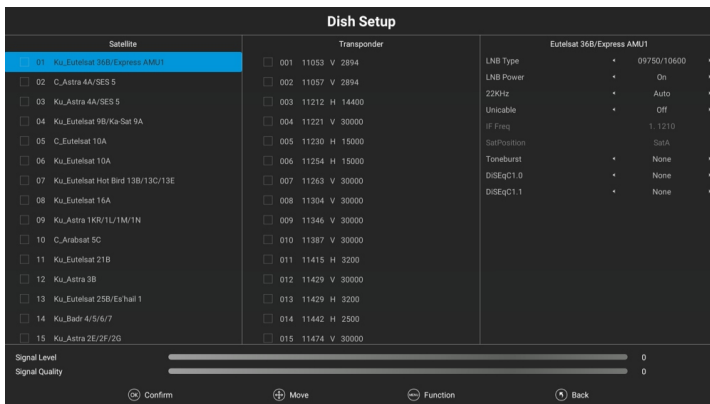 Dish Setup
Satellite
01 Ku_Eutelsat 36B/Express AMU1
02 C_Astra 4A/SES 5
03 Ku_Astra 4A/SES 5
04 Ku_Eutelsat 9B/Ka-Sat 9A
05 C_Eutelsat 10A
06 Ku_Eutelsat 10A
07 Ku_Eutelsat Hot Bird 13B/13C/13E
08 Ku_Eutelsat 16A
09 Ku_Astra 1KR/1L/1M/1N
10 C_Arabsat 5C
11 Ku_Eutelsat 21B
12 Ku_Astra 3B
13 Ku_Eutelsat 25B/Es'hail 1
14 Ku_Badr 4/5/6/7
15 Ku_Astra 2E/2F/2G
Transponder
001 11053 V 2894
002 11057 V 2894
003 11212 H 14400
004 11221 V 30000
005 11230 H 15000
006 11254 H 15000
007 11263 V 30000
008 11304 V 30000
009 11346 V 30000
010 11387 V 30000
011 11415 H 3200
012 11429 V 30000
013 11429 H 3200
014 11442 H 2500
015 11474 V 30000
Eutelsat 36B/Express AMU1
LNB Type 09750/10600
LNB Power On
22KHz Auto
Unicable Off
IF Freq 1. 1210
SatPosition SatA
Toneburst None
DiSEqC1.0 None
DiSEqC1.1 None
Signal Level 0
Signal Quality 0
OK Confirm Move MENU Function Back